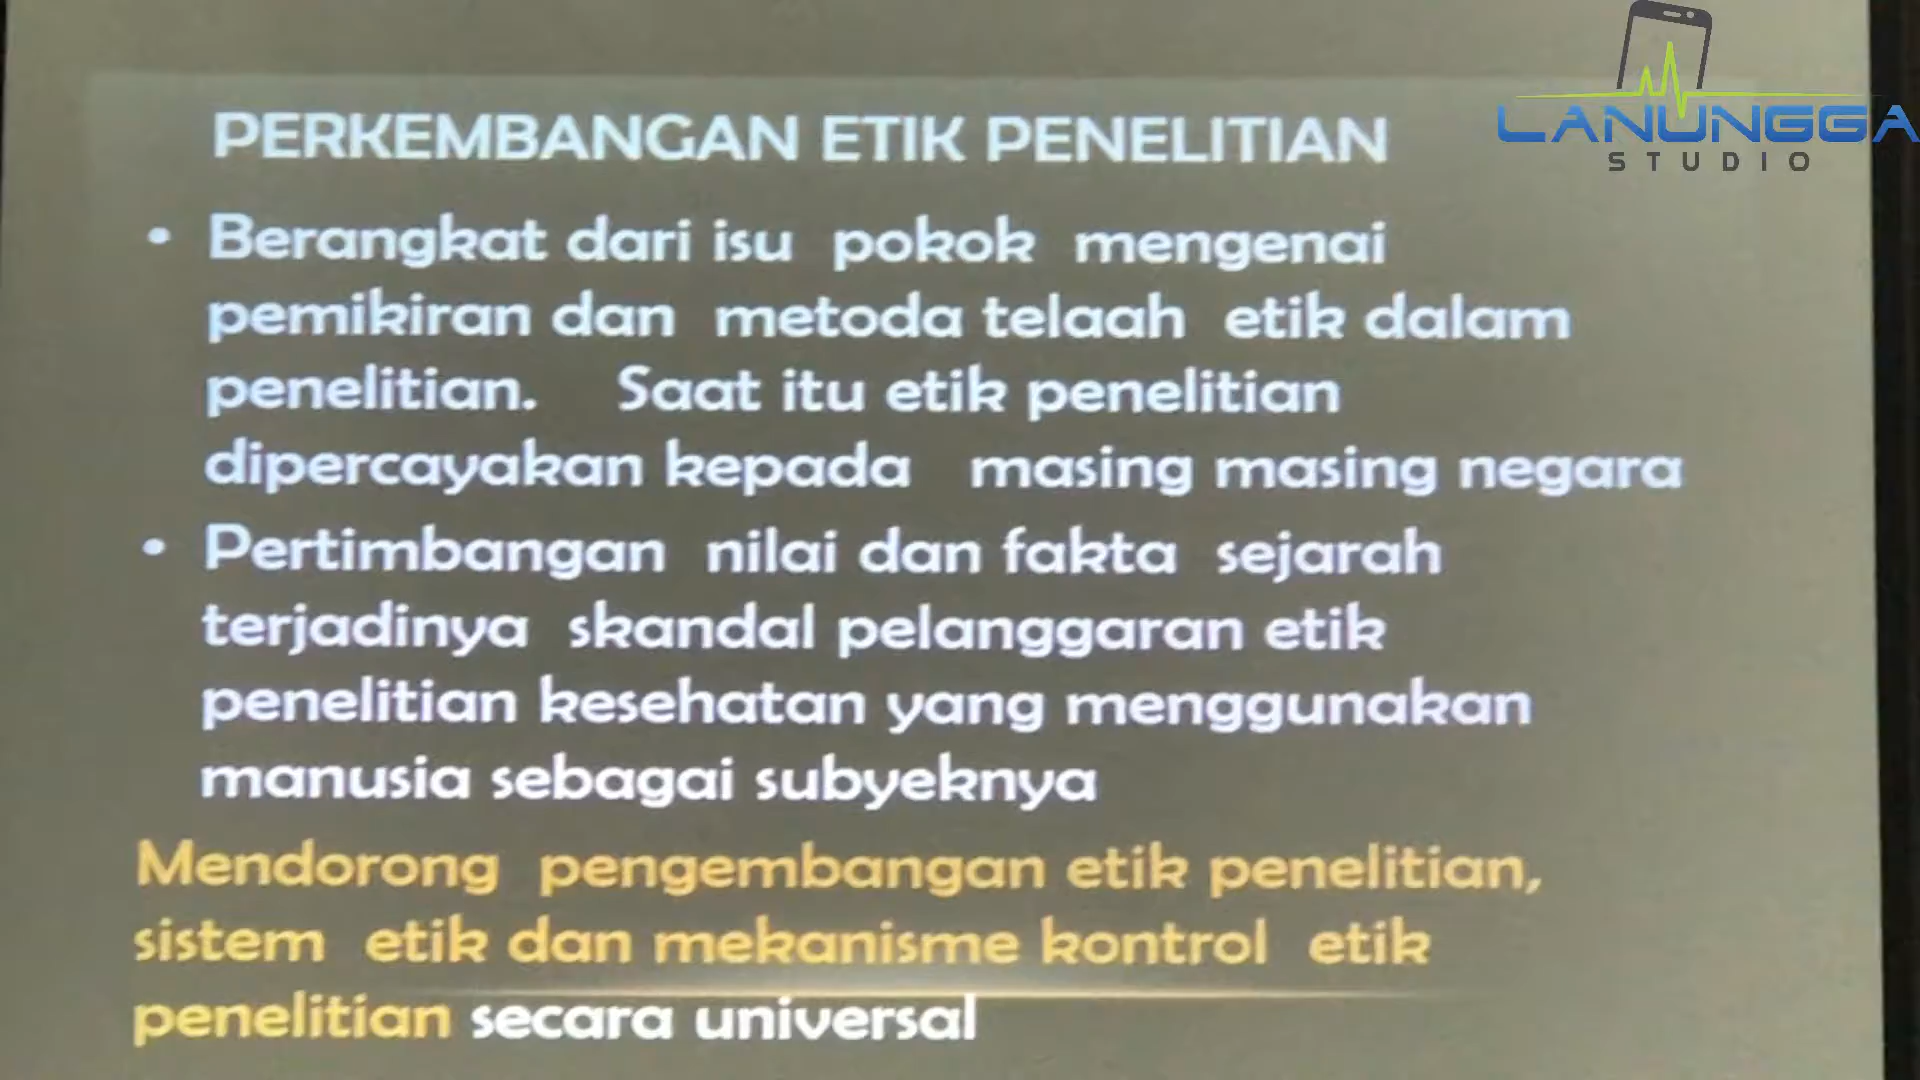 LANUNGGA
STUDIO
PERKEMBANGAN ETIK PENELITIAN
• Berangkat dari isu pokok mengenai
pemikiran dan metoda telaah etik dalam
penelitian. Saat itu etik penelitian
dipercayakan kepada masing masing negara
• Pertimbangan nilai dan fakta sejarah
terjadinya skandal pelanggaran etik
penelitian kesehatan yang menggunakan
manusia sebagai subyeknya
Mendorong pengembangan etik penelitian,
sistem etik dan mekanisme kontrol etik
penelitian secara universal